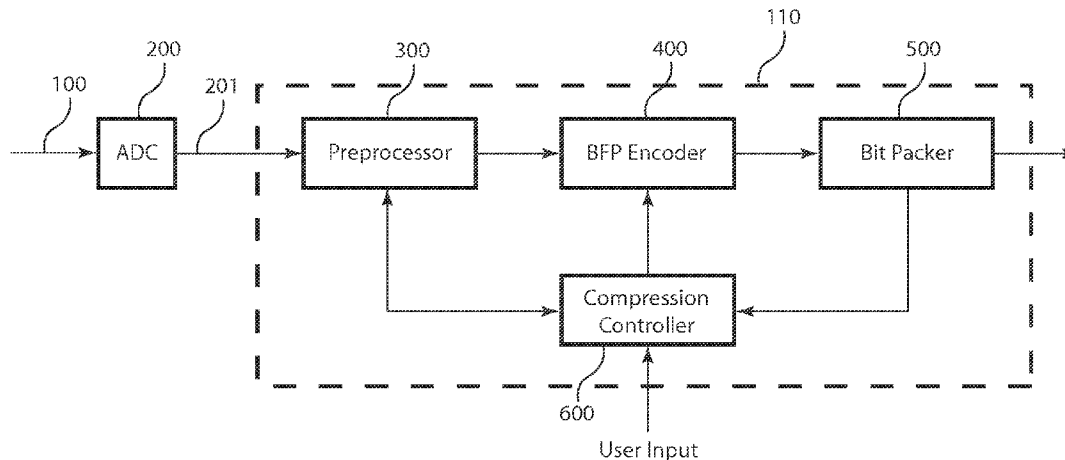 110
200
300
400
500
100
201
ADC
Preprocessor
BFP Encoder
Bit Packer
Compression
Controller
600
User Input